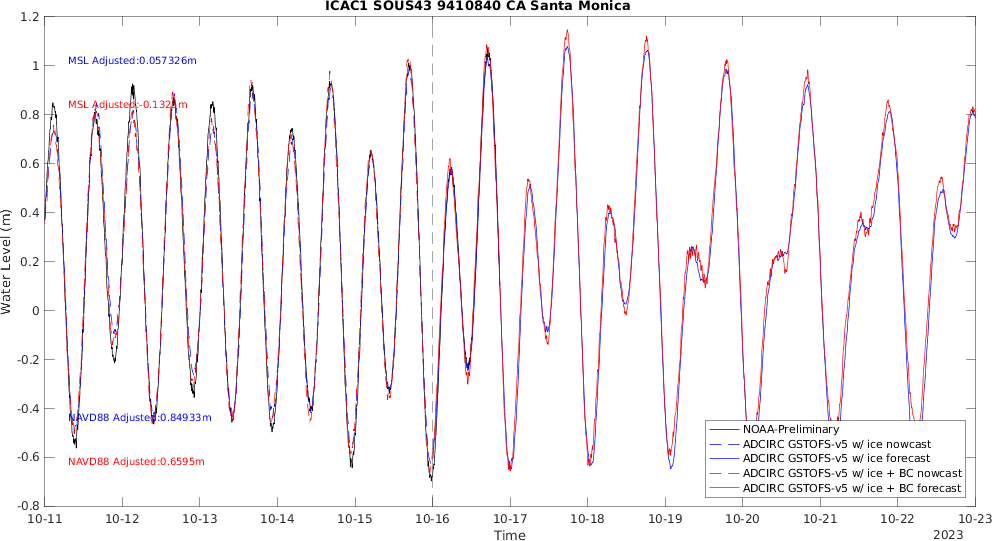 ICAC1 SOUS43 9410840 CA Santa Monica
1.2
1
0.8
0.6
0.4
0.2
0
-0.2
-0.4
-0.6
-0.8
Water Level (m)
MSL Adjusted:0.057326m
NAVD88 Adjusted:0.84933m
NAVD88 Adjusted:0.6595m
NOAA-Preliminary
ADCIRC GSTOFS-v5 w/ ice nowcast
ADCIRC GSTOFS-v5 w/ ice forecast
ADCIRC GSTOFS-v5 w/ ice + BC nowcast
ADCIRC GSTOFS-v5 w/ ice + BC forecast
10-11 10-12 10-13 10-14 10-15 10-16 10-17 10-18 10-19 10-20 10-21 10-22 10-23
Time
2023